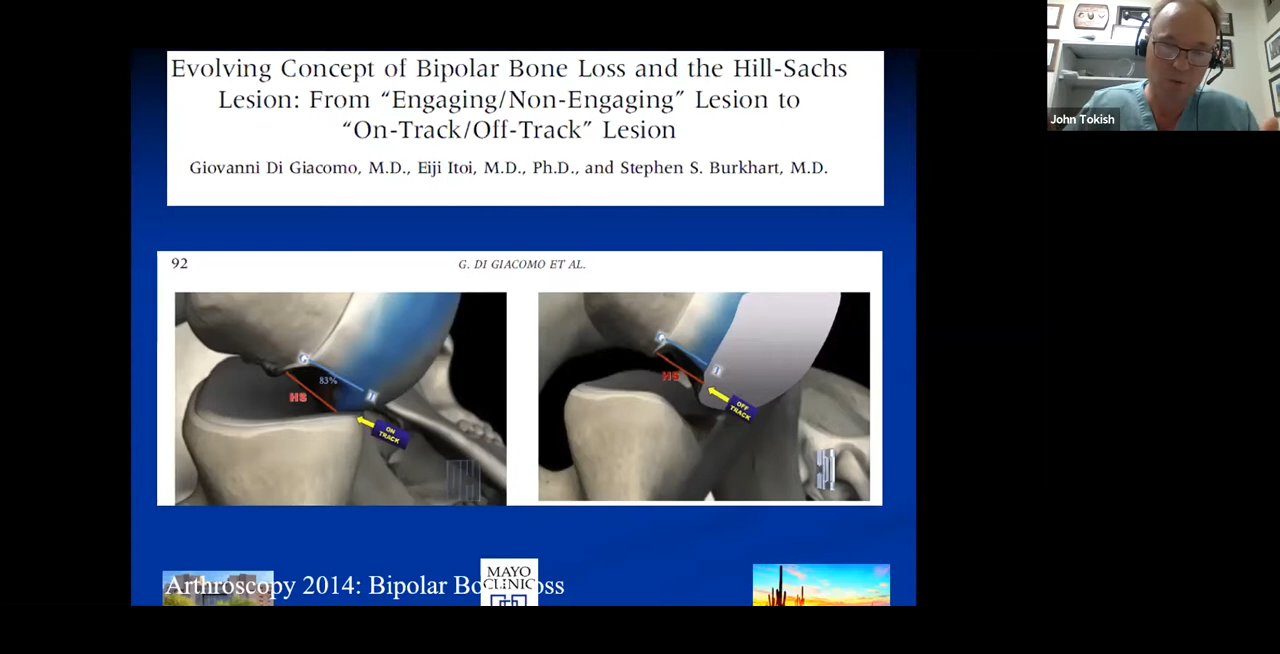 Evolving Concept of Bipolar Bone Loss and the Hill-Sachs
Lesion: From “Engaging/Non-Engaging” Lesion to
“On-Track/Off-Track” Lesion
Giovanni Di Giacomo, M.D., Eiji Itoi, M.D., Ph.D., and Stephen S. Burkhart, M.D.
John Tokish
92
G. DI GIACOMO ET AL.
G
83%
HS
ON
TRACK
G
HS
OFF
TRACK
MAYO
CLINIC
Arthroscopy 2014: Bipolar Bone Loss